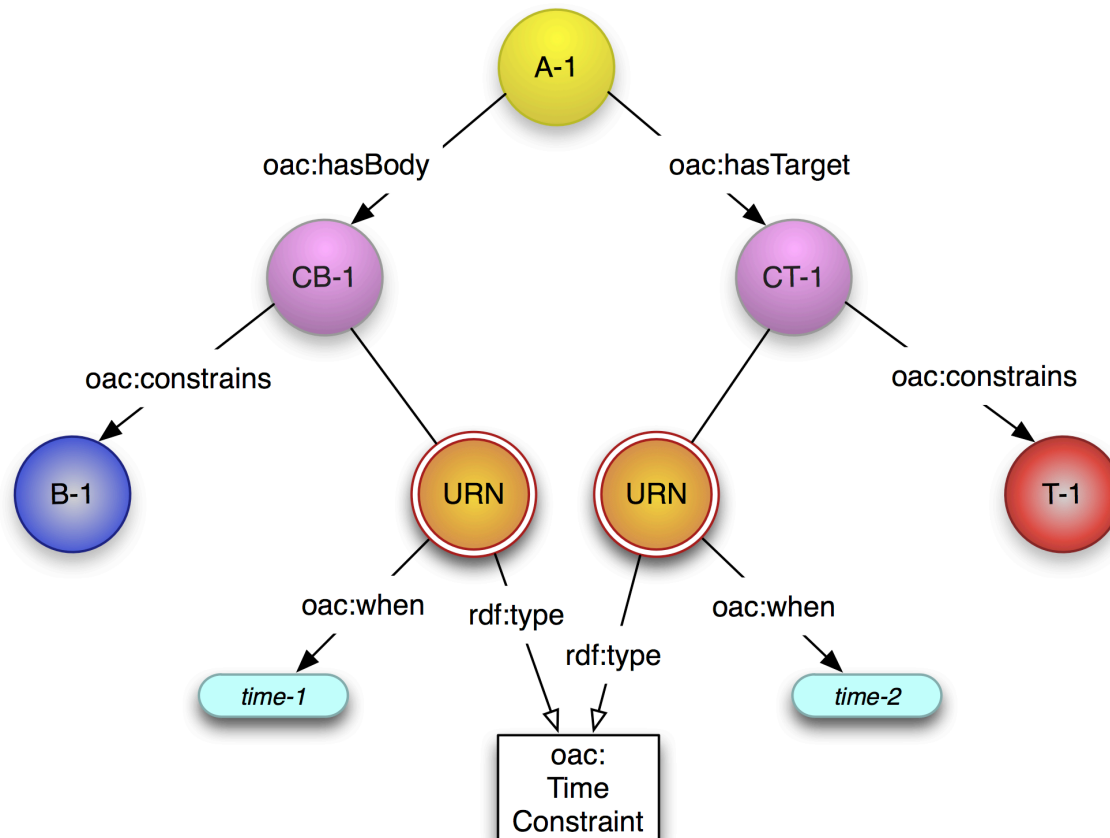 A-1
oac:hasBody
oac:hasTarget
CB-1
CT-1
oac:constrains
oac:constrains
B-1
URN
URN
T-1
oac:when
rdf:type
oac:when
rdf:type
time-1
time-2
oac:
Time
Constraint